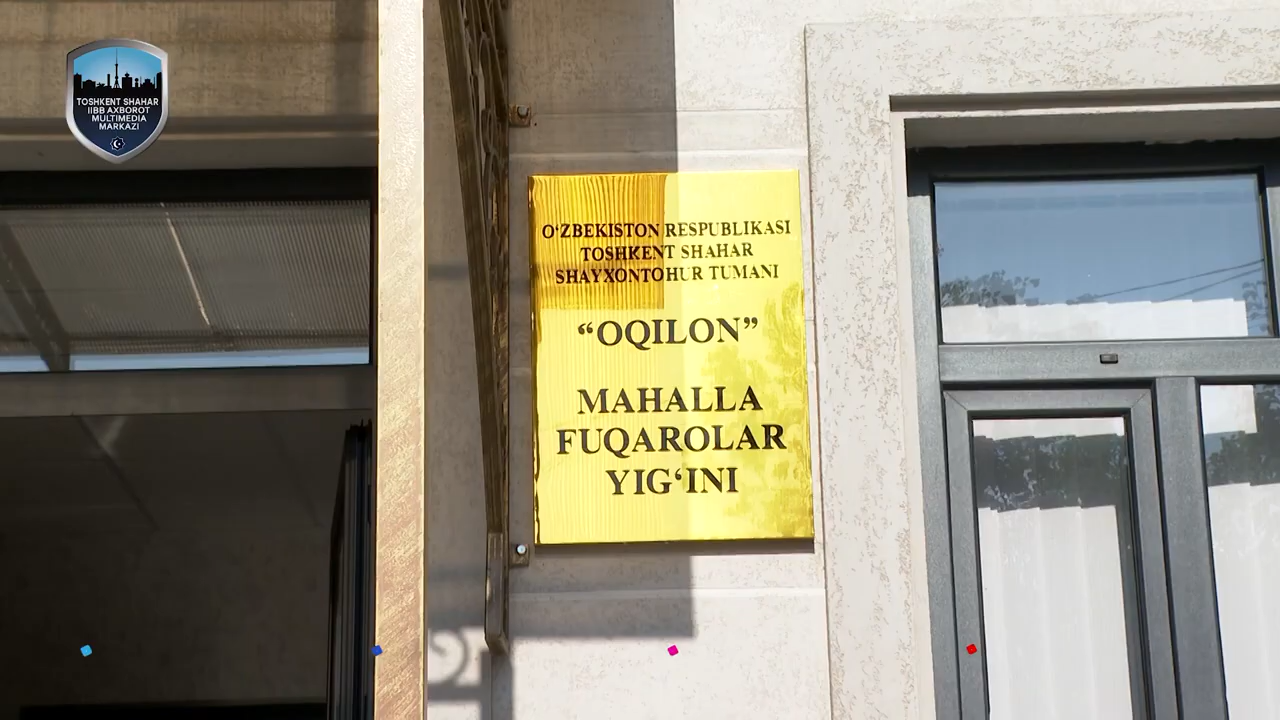 TOSHKENT SHAHAR
IIBB AXBOROT
MULTIMEDIA
MARKAZI
O‘ZBEKISTON RESPUBLIKASI
TOSHKENT SHAHAR
SHAYXONTOHUR TUMANI
“OQILON”
MAHALLA
FUQAROLAR
YIG‘INI